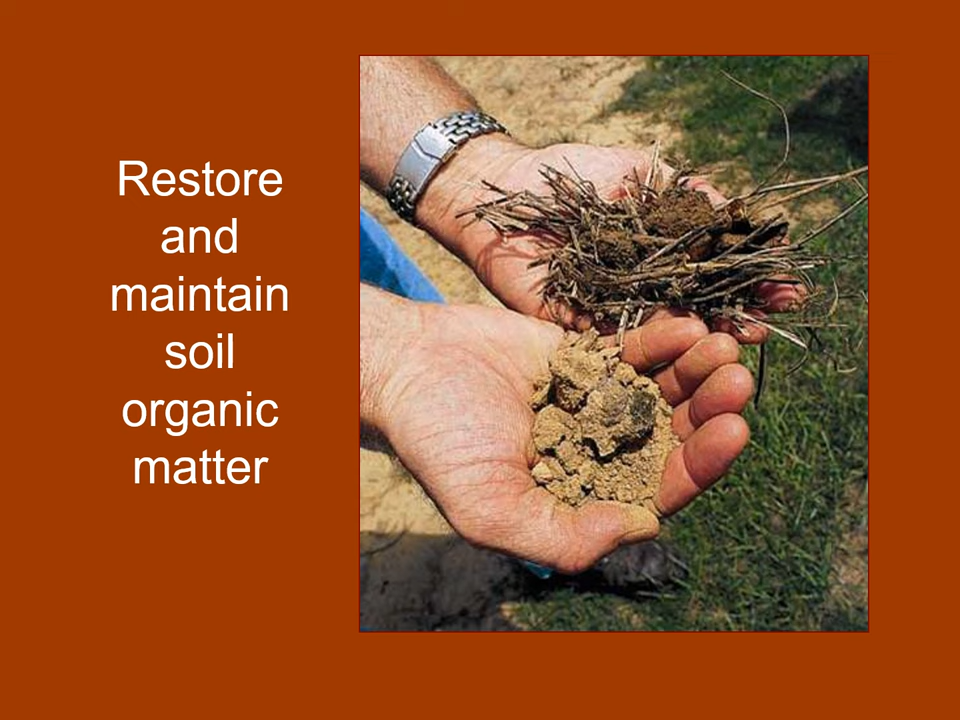 Restore
and
maintain
soil
organic
matter